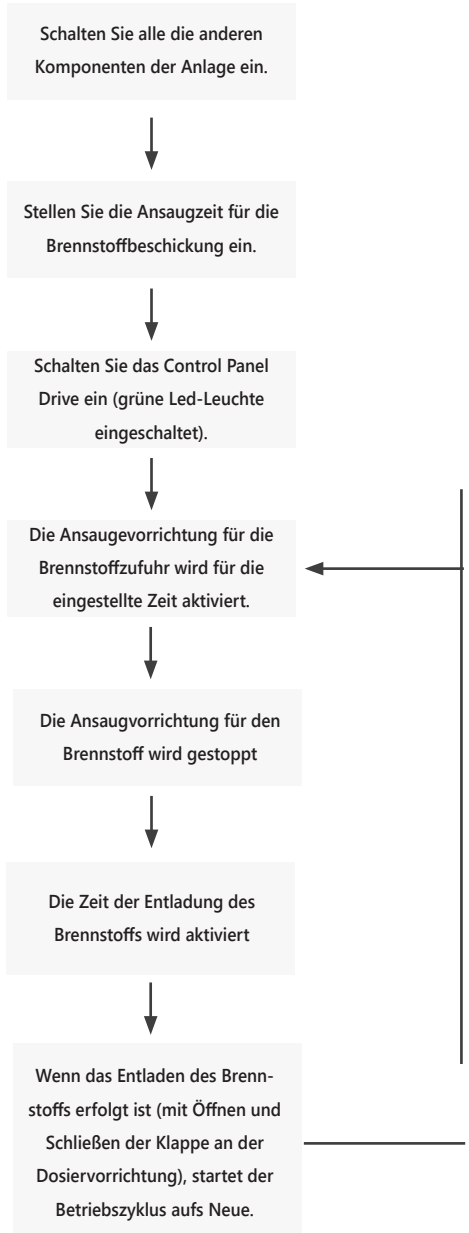 Schalten Sie alle die anderen
Komponenten der Anlage ein.
Stellen Sie die Ansaugzeit für die
Brennstoffbeschickung ein.
Schalten Sie das Control Panel
Drive ein (grüne Led-Leuchte
eingeschaltet).
Die Ansaugevorrichtung für die
Brennstoffzufuhr wird für die
eingestellte Zeit aktiviert.
Die Ansaugvorrichtung für den
Brennstoff wird gestoppt
Die Zeit der Entladung des
Brennstoffs wird aktiviert
Wenn das Entladen des Brenn-
stoffs erfolgt ist (mit Öffnen und
Schließen der Klappe an der
Dosiervorrichtung), startet der
Betriebszyklus aufs Neue.